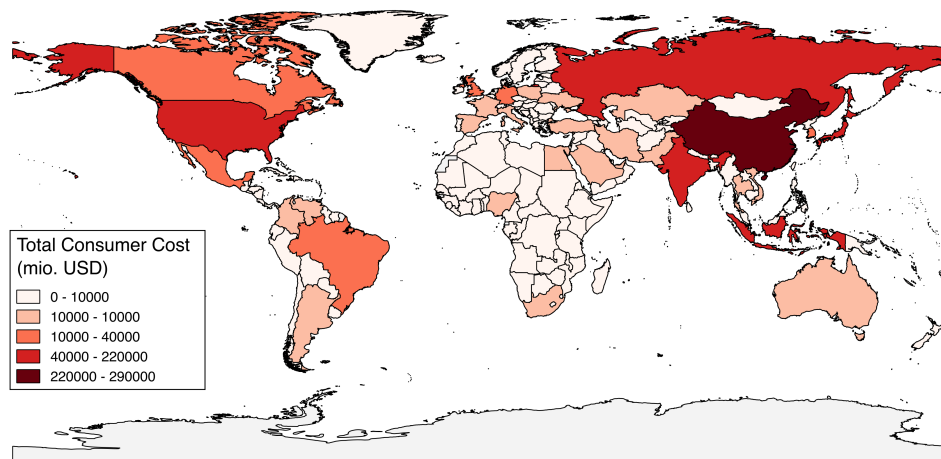 Total Consumer Cost
(mio. USD)
0 - 10000
10000 - 10000
10000 - 40000
40000 - 220000
220000 - 290000